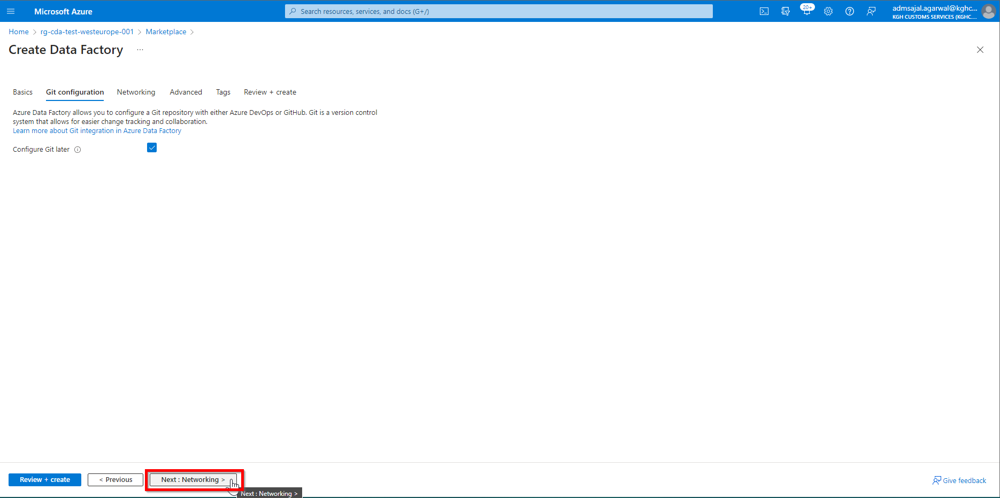 Microsoft Azure
Search resources, services, and docs (G+/)
20+
admsajal.agarwal@kghc...
KGH CUSTOMS SERVICES (KGHC....
Home > rg-cda-test-westeurope-001 > Marketplace >
Create Data Factory ...
Basics Git configuration Networking Advanced Tags Review + create
Azure Data Factory allows you to configure a Git repository with either Azure DevOps or GitHub. Git is a version control
system that allows for easier change tracking and collaboration.
Learn more about Git integration in Azure Data Factory
Configure Git later
Review + create < Previous Next : Networking > Give feedback
Next : Networking >